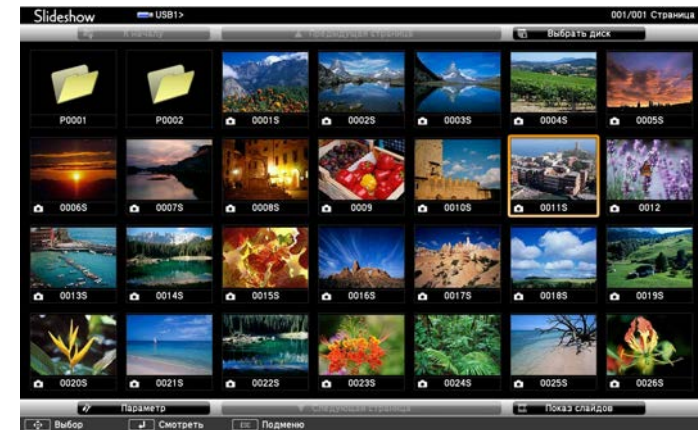 Slideshow USB1> 001/001 Страница
К началу Предыдущая страница Выбрать диск
P0001 P0002 0001S 0002S 0003S 0004S 0005S
0006S 0007S 0008S 0009 0010S 0011S 0012
0013S 0014S 0015S 0016S 0017S 0018S 0019S
0020S 0021S 0022S 0023S 0024S 0025S 0026S
Параметр Следующая страница Показ слайдов
Выбор Смотреть Esc Подменю